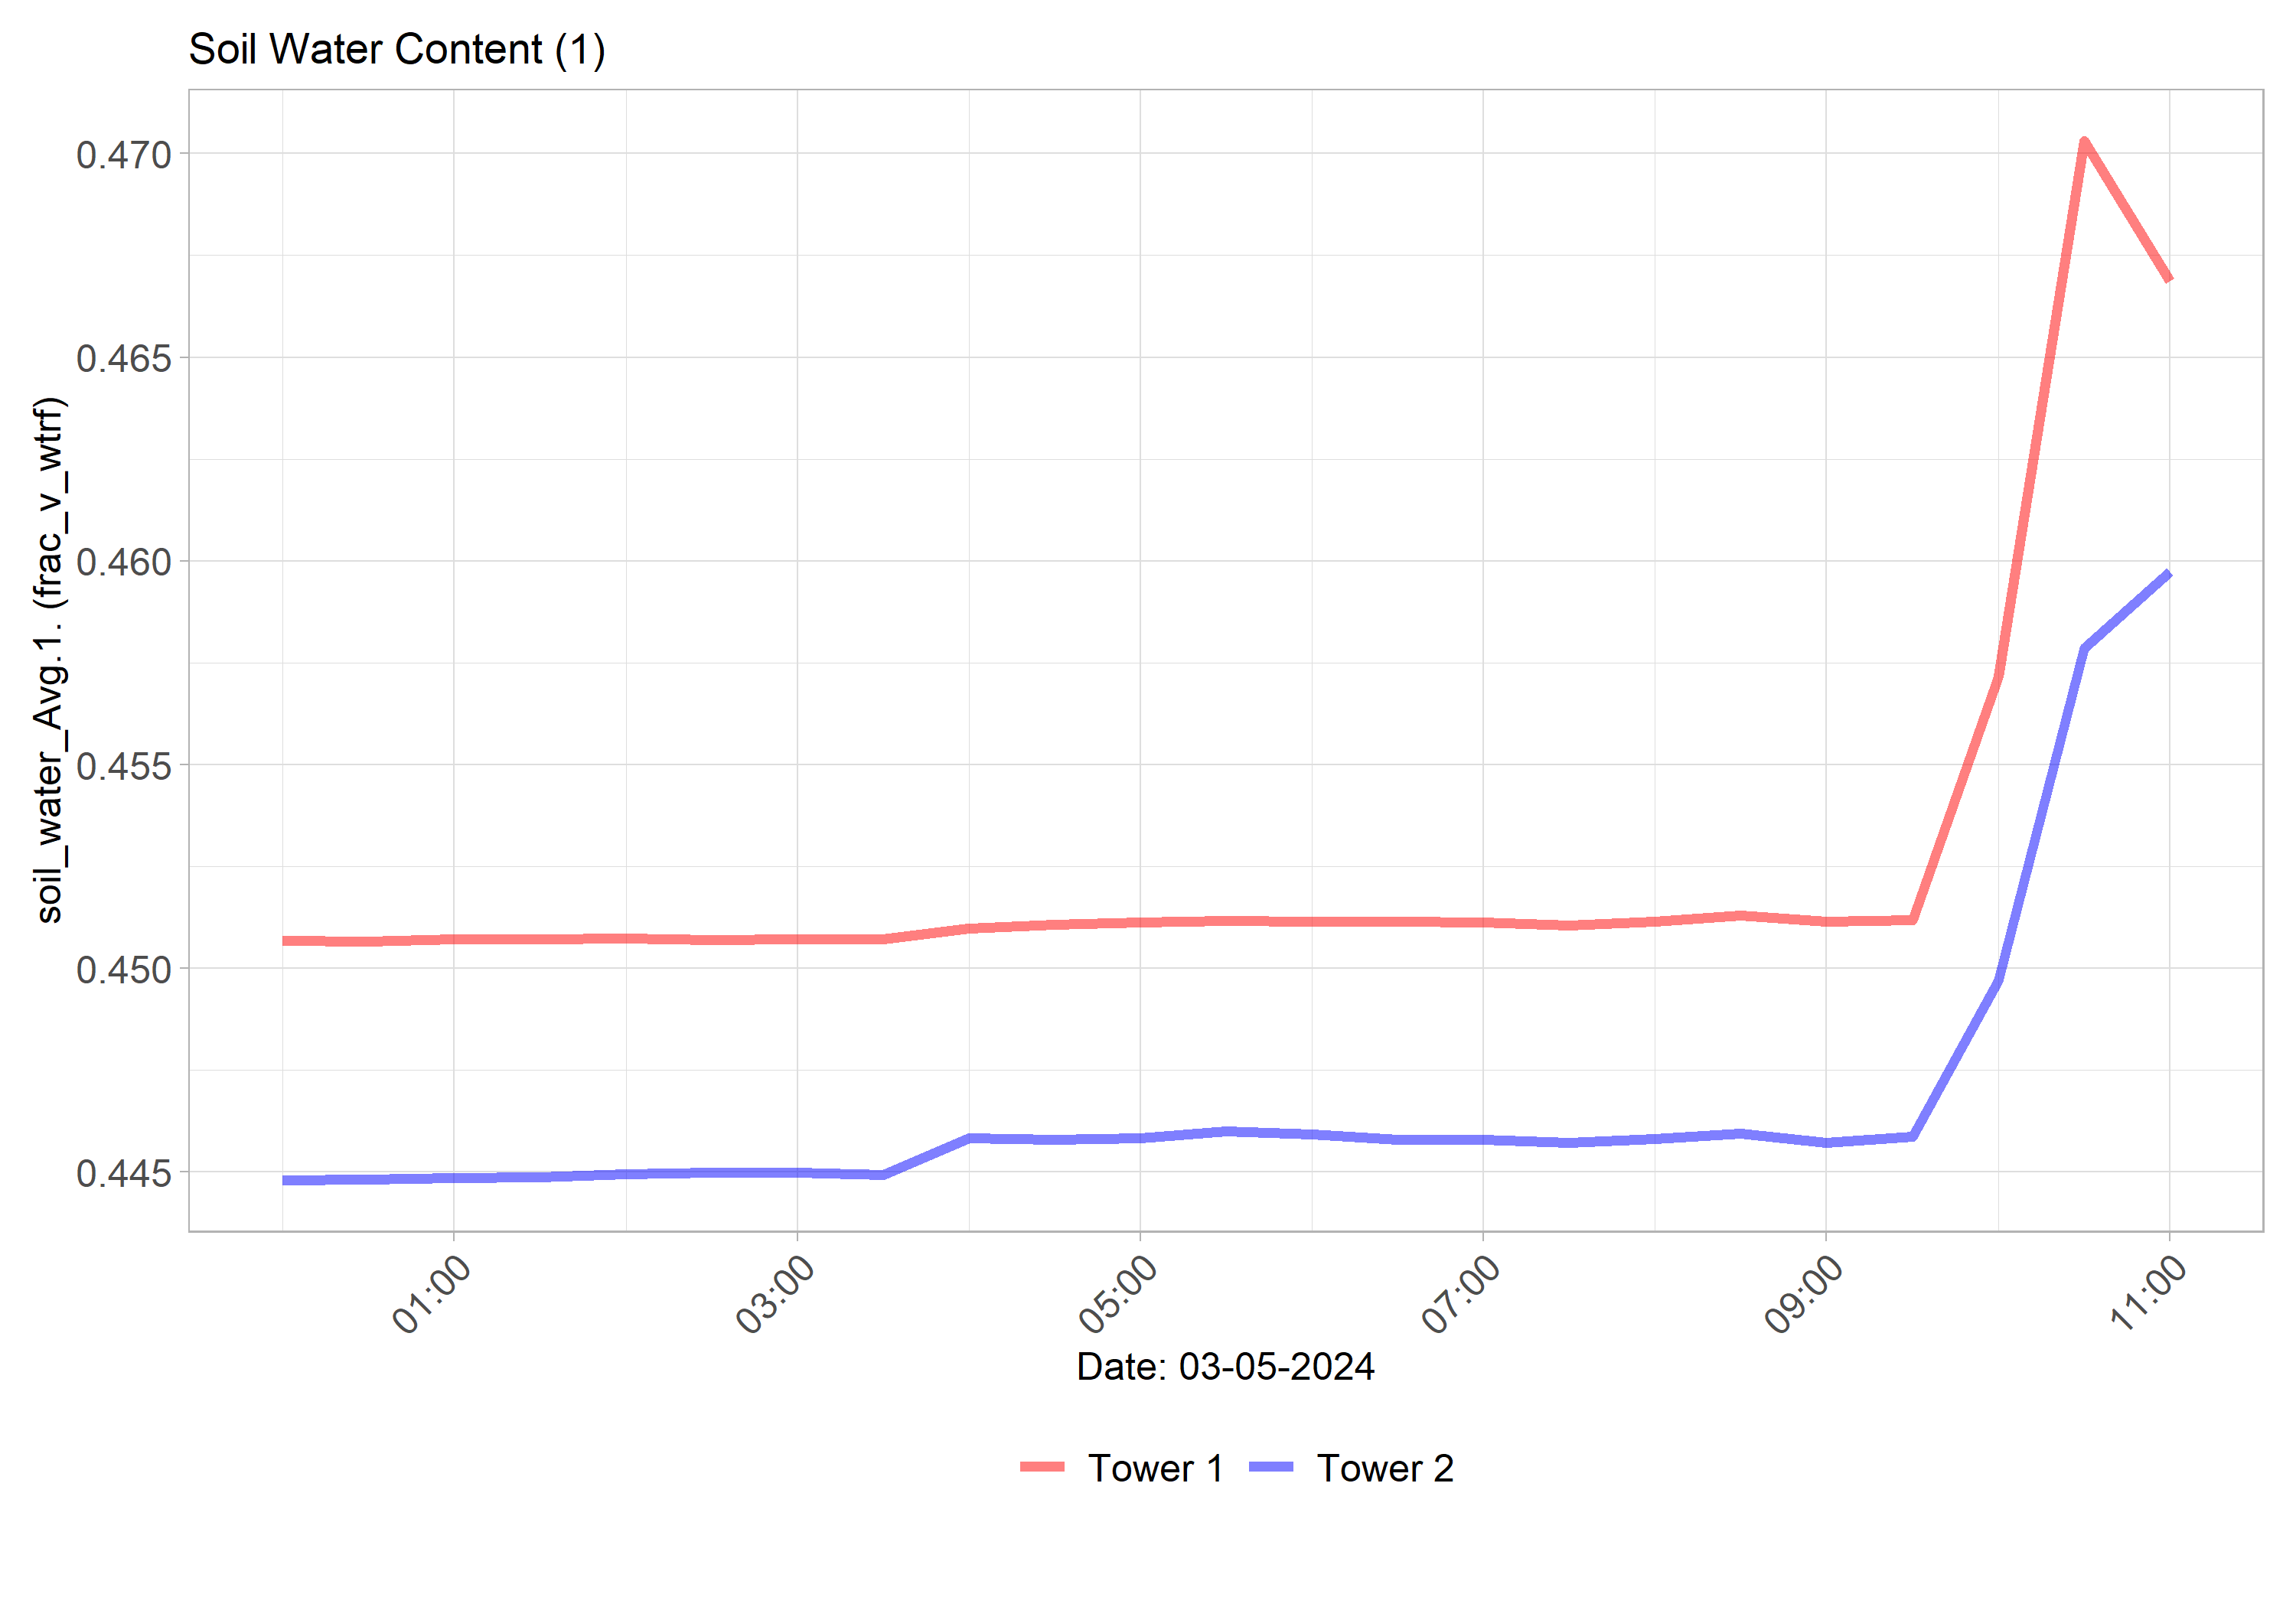 Soil Water Content (1)
soil_water_Avg.1. (frac_v_wtrf)
0.470
0.465
0.460
0.455
0.450
0.445
01:00
03:00
05:00
07:00
09:00
11:00
Date: 03-05-2024
Tower 1
Tower 2